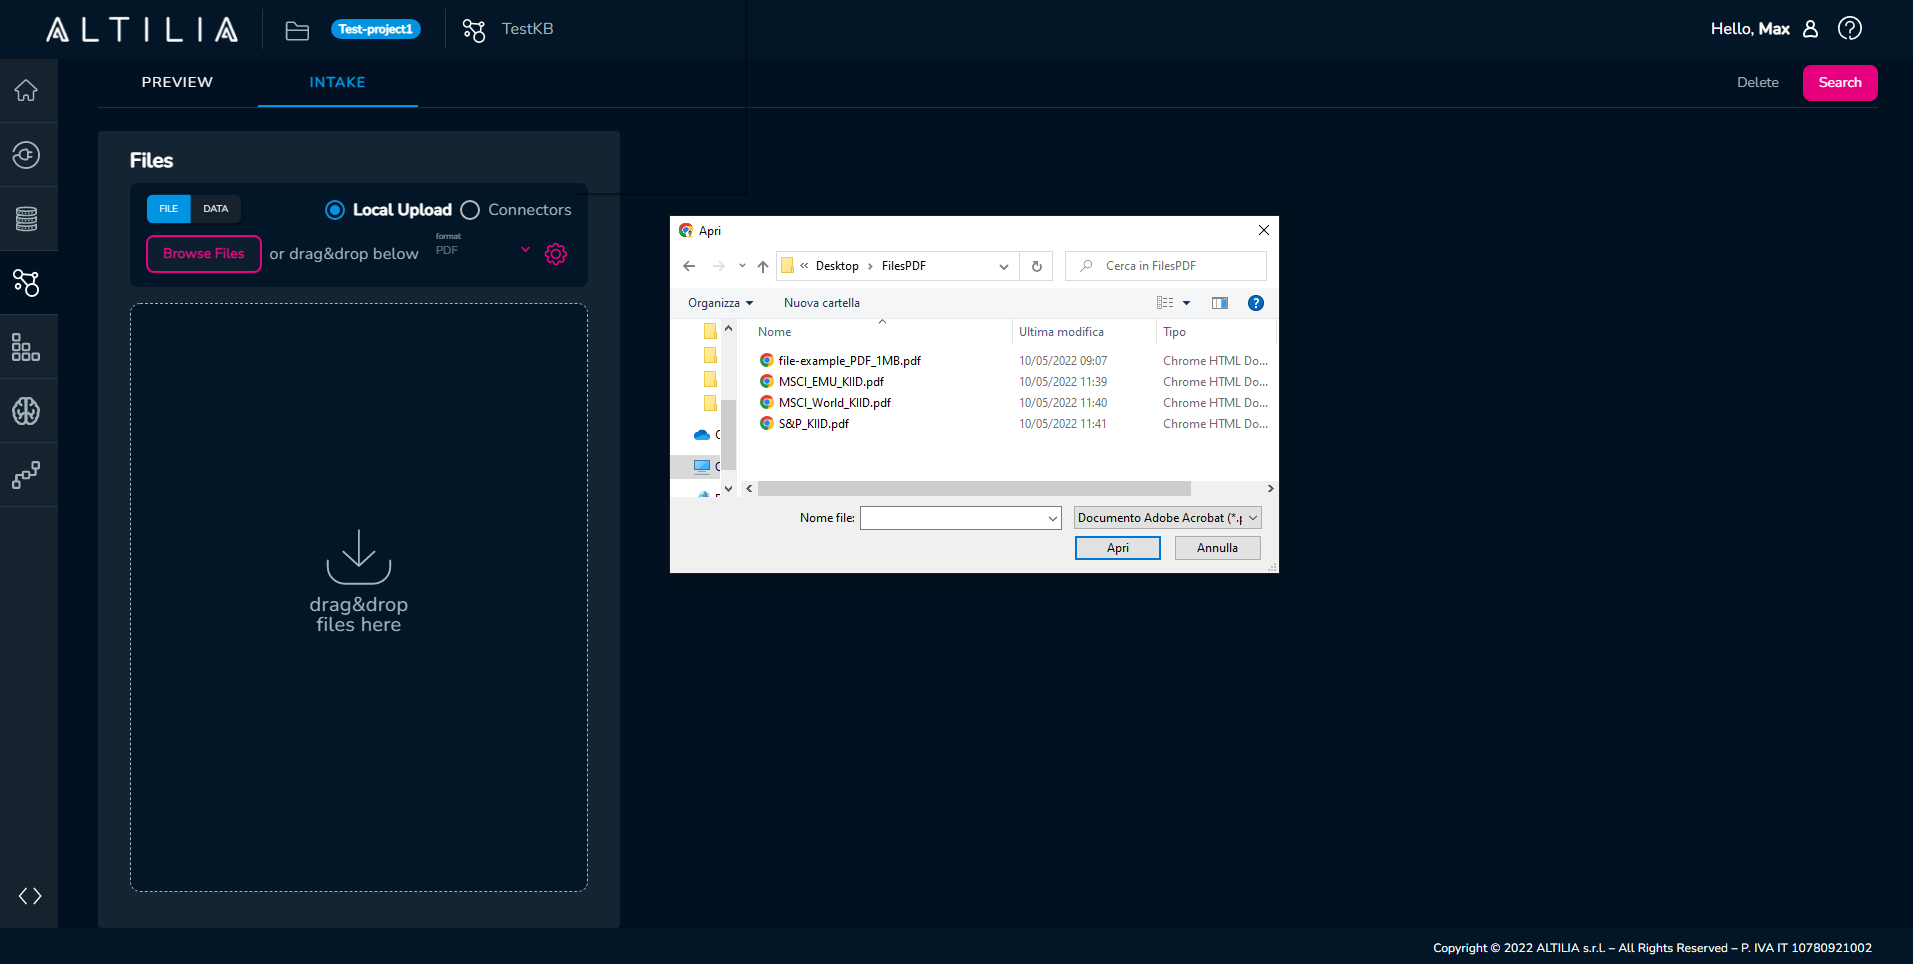 ALTILIA
Test-project1
TestKB
Hello, Max
PREVIEW
INTAKE
Delete
Search
Files
FILE
DATA
Local Upload
Connectors
Browse Files
or drag&drop below
format
PDF
drag&drop
files here
Apri
« Desktop › FilesPDF
Cerca in FilesPDF
Organizza
Nuova cartella
Nome
Ultima modifica
Tipo
file-example_PDF_1MB.pdf 10/05/2022 09:07 Chrome HTML Do...
MSCI_EMU_KIID.pdf 10/05/2022 11:39 Chrome HTML Do...
MSCI_World_KIID.pdf 10/05/2022 11:40 Chrome HTML Do...
S&P_KIID.pdf 10/05/2022 11:41 Chrome HTML Do...
Nome file:
Documento Adobe Acrobat (*.p
Apri
Annulla
Copyright © 2022 ALTILIA s.r.l. – All Rights Reserved – P. IVA IT 10780921002